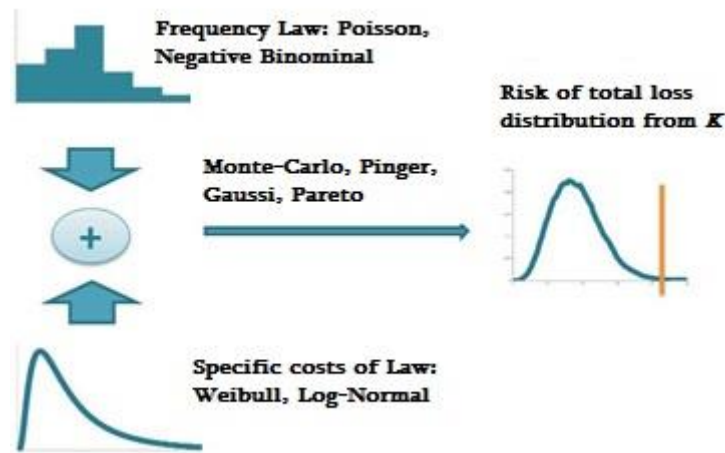 Frequency Law: Poisson,
Negative Binominal
Risk of total loss
distribution from K
Monte-Carlo, Pinger,
Gaussi, Pareto
+
Specific costs of Law:
Weibull, Log-Normal